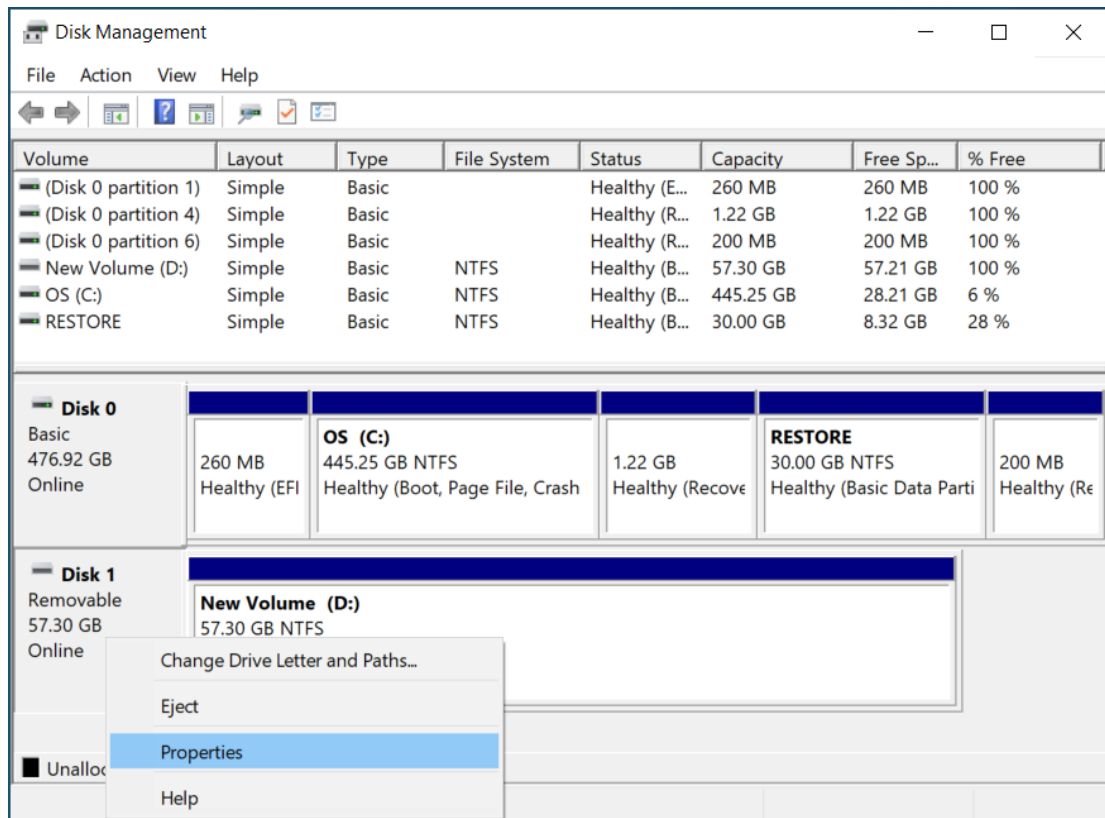 Disk Management
File Action View Help
Volume Layout Type File System Status Capacity Free Sp... % Free
(Disk 0 partition 1) Simple Basic Healthy (E... 260 MB 260 MB 100 %
(Disk 0 partition 4) Simple Basic Healthy (R... 1.22 GB 1.22 GB 100 %
(Disk 0 partition 6) Simple Basic Healthy (R... 200 MB 200 MB 100 %
New Volume (D:) Simple Basic NTFS Healthy (B... 57.30 GB 57.21 GB 100 %
OS (C:) Simple Basic NTFS Healthy (B... 445.25 GB 28.21 GB 6 %
RESTORE Simple Basic NTFS Healthy (B... 30.00 GB 8.32 GB 28 %
Disk 0
Basic
476.92 GB
Online
260 MB
Healthy (EFI
OS (C:)
445.25 GB NTFS
Healthy (Boot, Page File, Crash
1.22 GB
Healthy (Recove
RESTORE
30.00 GB NTFS
Healthy (Basic Data Parti
200 MB
Healthy (Re
Disk 1
Removable
57.30 GB
Online
New Volume (D:)
57.30 GB NTFS
Change Drive Letter and Paths...
Eject
Properties
Help
Unalloc